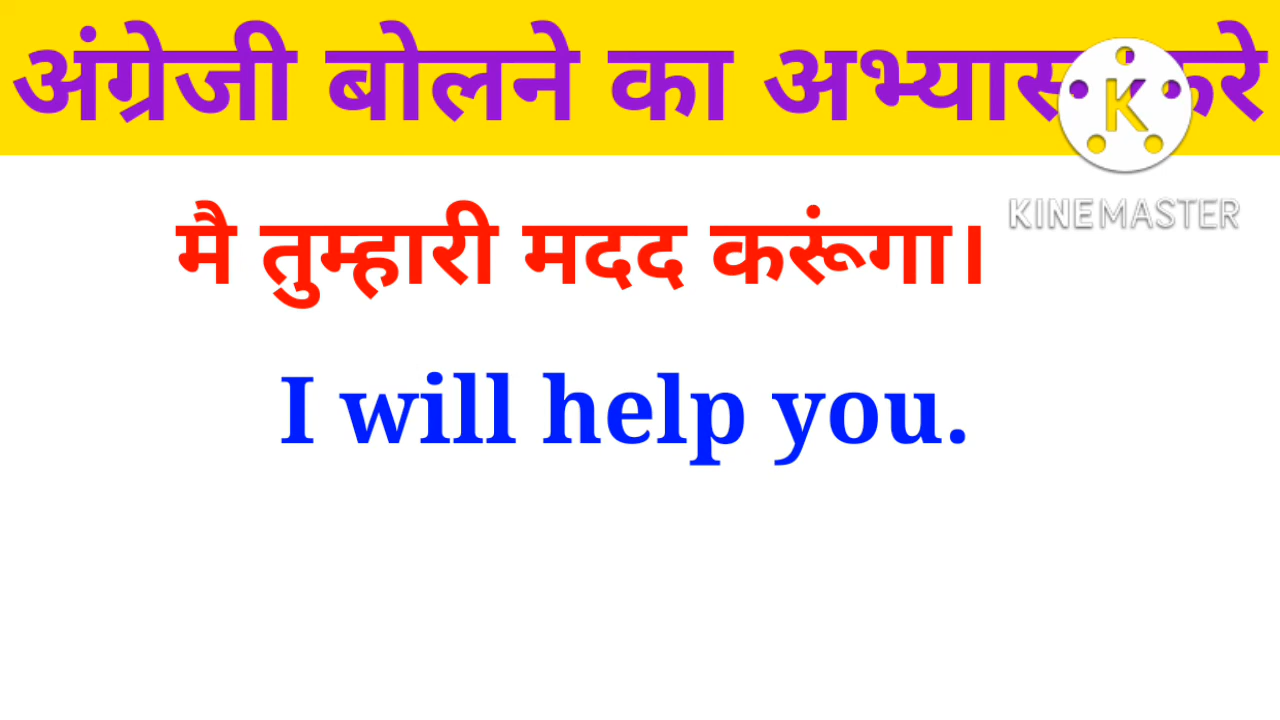 अंग्रेजी बोलने का अभ्यास करे
K
KINEMASTER
मै तुम्हारी मदद करूंगा।
I will help you.